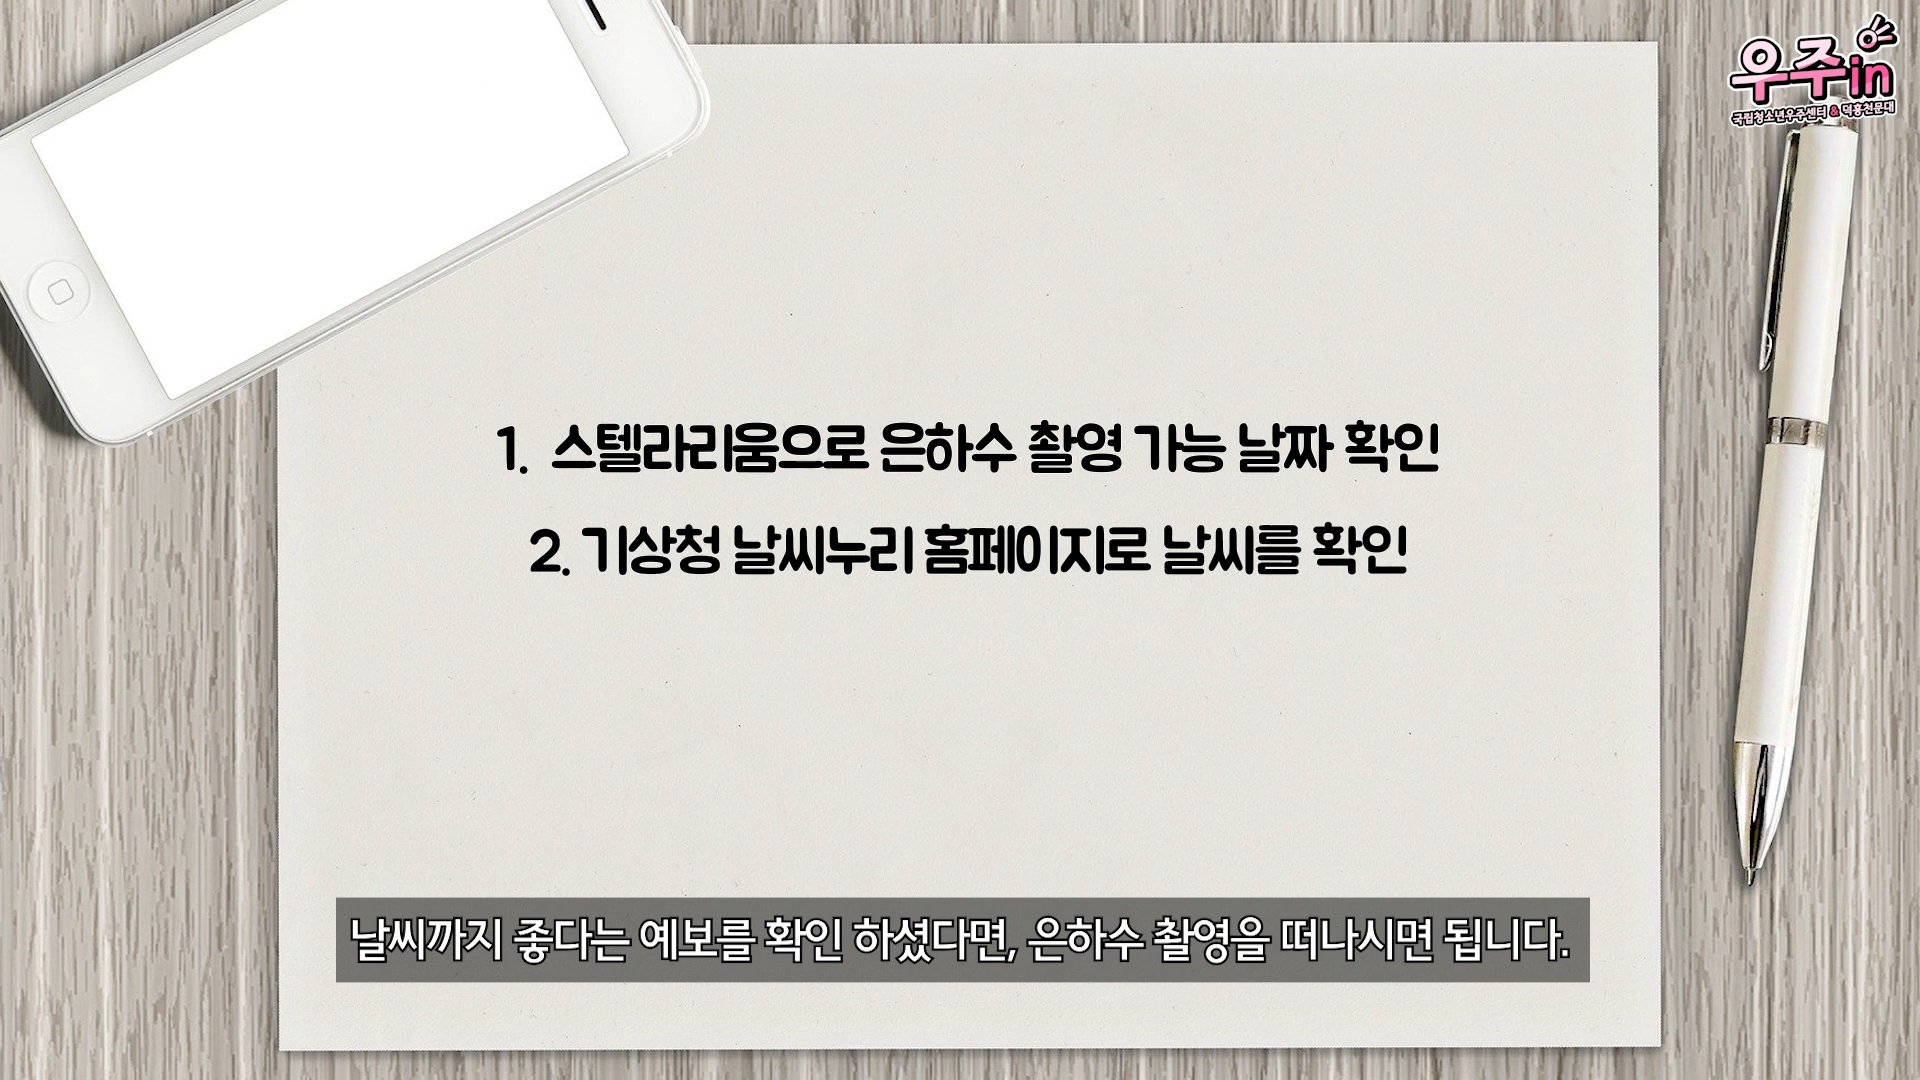 우주in
국립청소년우주센터 & 덕흥천문대
1. 스텔라리움으로 은하수 촬영 가능 날짜 확인
2. 기상청 날씨누리 홈페이지로 날씨를 확인
날씨까지 좋다는 예보를 확인 하셨다면, 은하수 촬영을 떠나시면 됩니다.